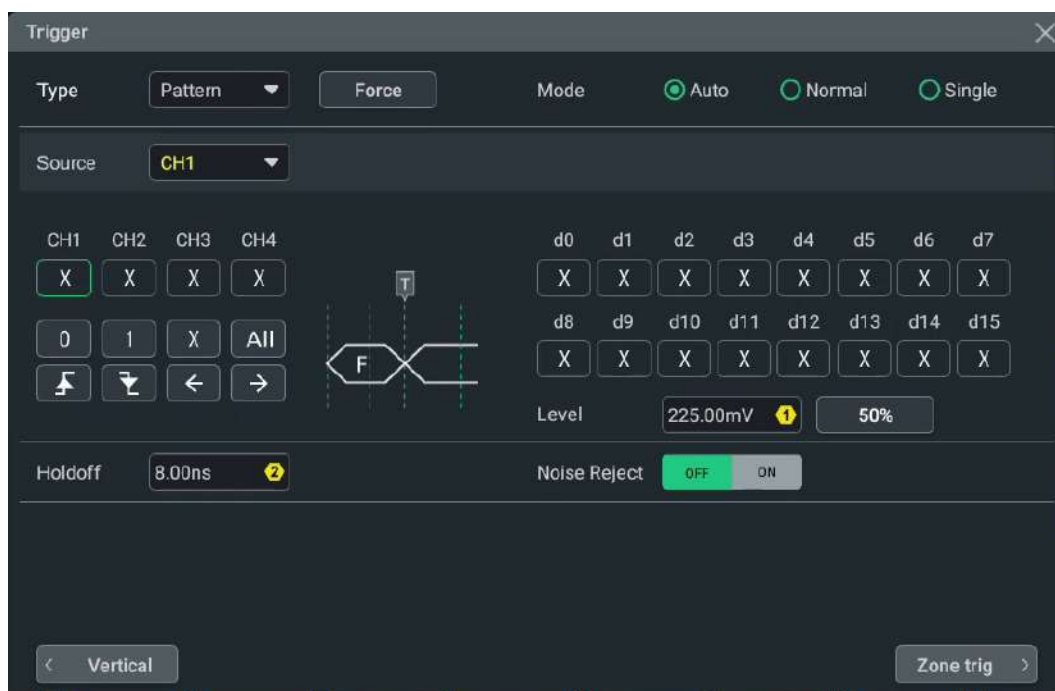 Trigger
Type Pattern Force Mode Auto Normal Single
Source CH1
CH1 CH2 CH3 CH4
X X X X
0 1 X All
T
F
d0 d1 d2 d3 d4 d5 d6 d7
X X X X X X X X
d8 d9 d10 d11 d12 d13 d14 d15
X X X X X X X X
Level 225.00mV 1 50%
Holdoff 8.00ns 2 Noise Reject OFF ON
Vertical Zone trig